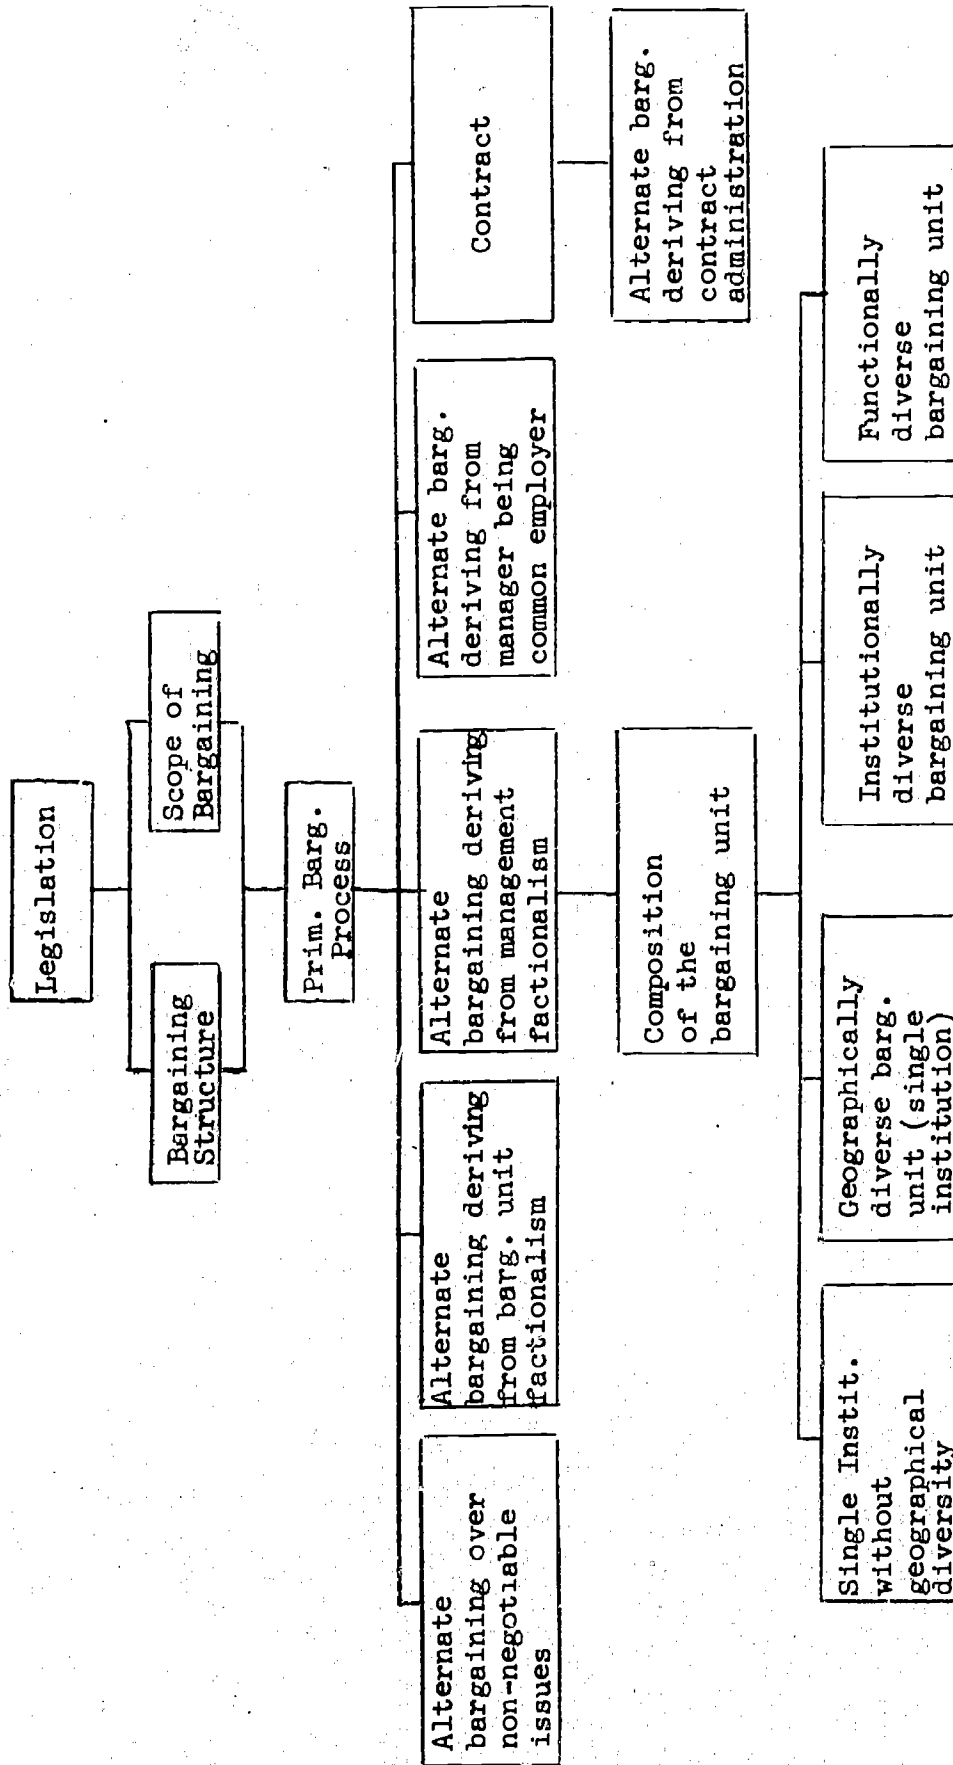 Legislation
Bargaining
Structure
Scope of
Bargaining
Prim. Barg.
Process
Alternate
bargaining over
non-negotiable
issues
Alternate
bargaining deriving
from barg. unit
factionalism
Alternate
bargaining deriving
from management
factionalism
Alternate barg.
deriving from
manager being
common employer
Contract
Alternate barg.
deriving from
contract
administration
Composition
of the
bargaining unit
Single Instit.
without
geographical
diversity
Geographically
diverse barg.
unit (single
institution)
Institutionally
diverse
bargaining unit
Functionally
diverse
bargaining unit